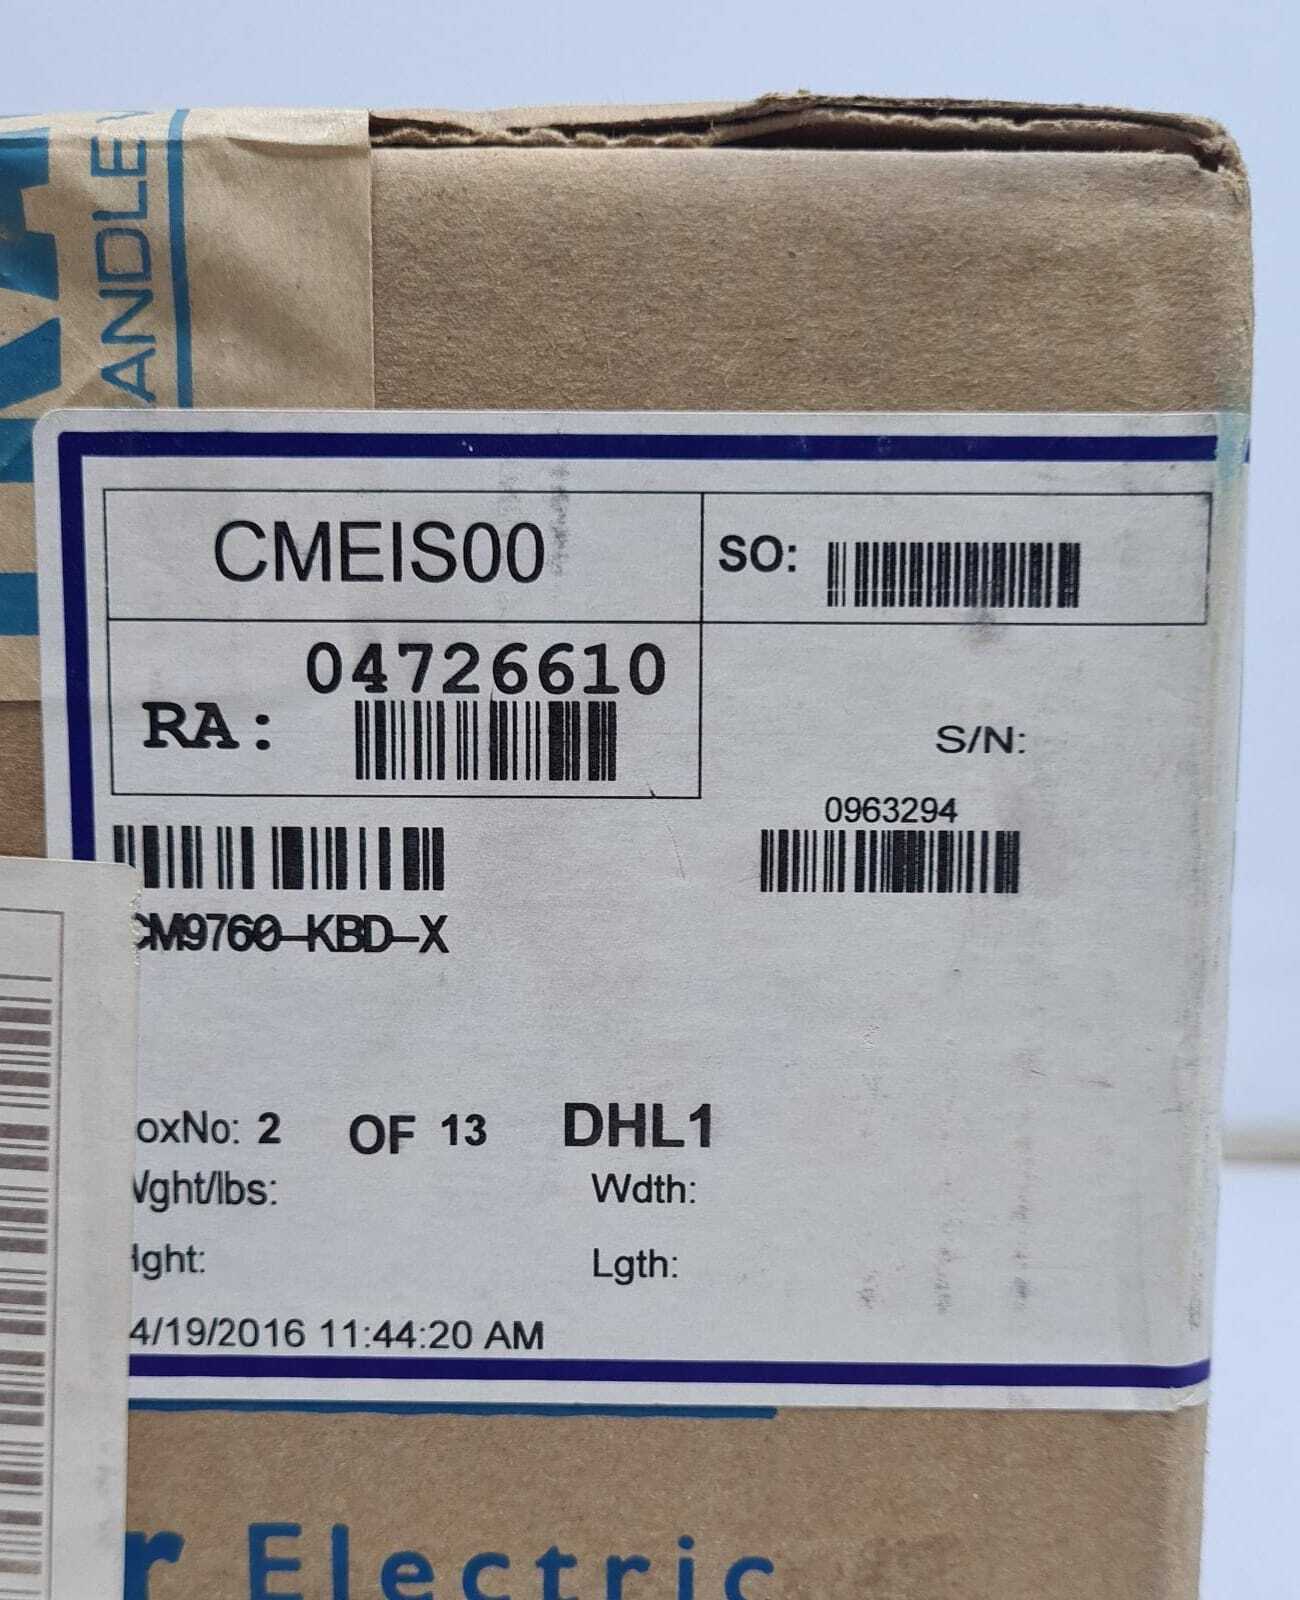 ANDLE
CMEIS00
SO:
04726610
RA:
S/N:
0963294
CM9760-KBD-X
oxNo: 2 OF 13 DHL1
Wght/lbs: Wdth:
Hght: Lgth:
4/19/2016 11:44:20 AM
r Electric